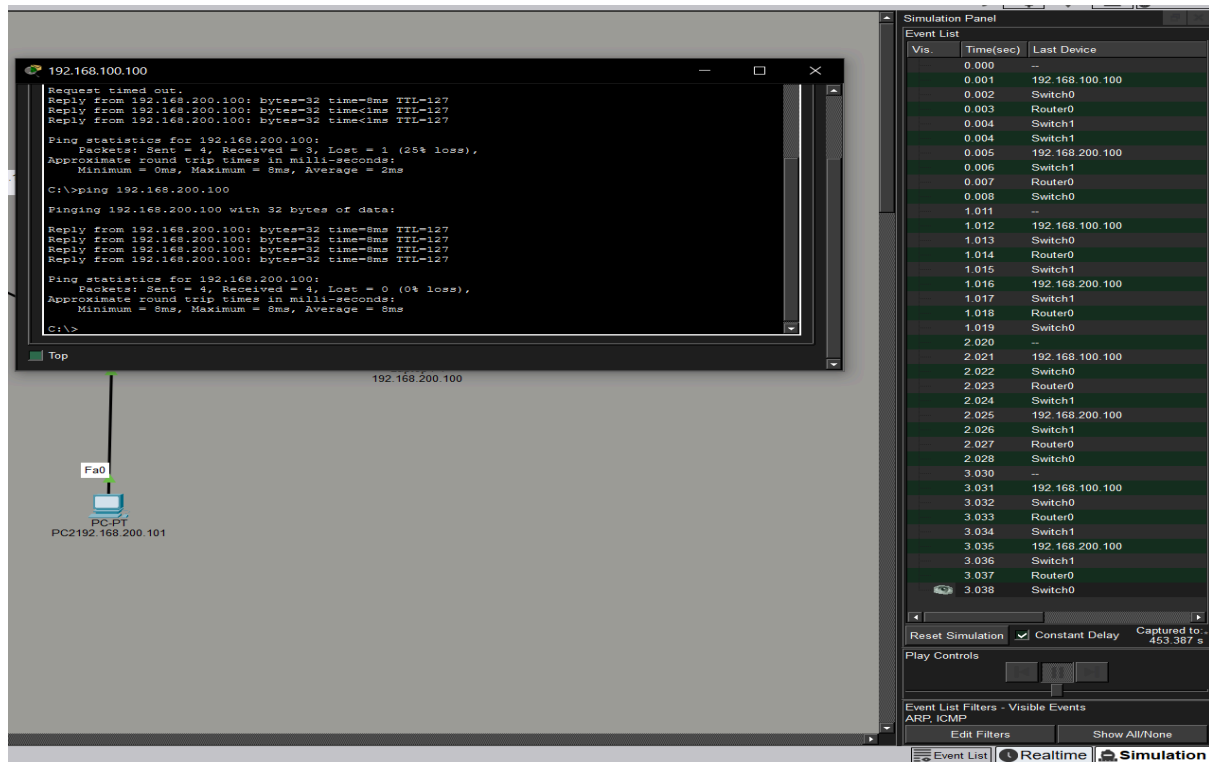 192.168.100.100
Request timed out.
Reply from 192.168.200.100: bytes=32 time=8ms TTL=127
Reply from 192.168.200.100: bytes=32 time<1ms TTL=127
Reply from 192.168.200.100: bytes=32 time<1ms TTL=127
Ping statistics for 192.168.200.100:
Packets: Sent = 4, Received = 3, Lost = 1 (25% loss),
Approximate round trip times in milli-seconds:
Minimum = 0ms, Maximum = 8ms, Average = 2ms
C:\>ping 192.168.200.100
Pinging 192.168.200.100 with 32 bytes of data:
Reply from 192.168.200.100: bytes=32 time=8ms TTL=127
Reply from 192.168.200.100: bytes=32 time=8ms TTL=127
Reply from 192.168.200.100: bytes=32 time=8ms TTL=127
Reply from 192.168.200.100: bytes=32 time=8ms TTL=127
Ping statistics for 192.168.200.100:
Packets: Sent = 4, Received = 4, Lost = 0 (0% loss),
Approximate round trip times in milli-seconds:
Minimum = 8ms, Maximum = 8ms, Average = 8ms
C:\>
Top
192.168.200.100
Fa0
PC-PT
PC2192.168.200.101
Simulation Panel
Event List
Vis. Time(sec) Last Device
0.000 --
0.001 192.168.100.100
0.002 Switch0
0.003 Router0
0.004 Switch1
0.004 Switch1
0.005 192.168.200.100
0.006 Switch1
0.007 Router0
0.008 Switch0
1.011 --
1.012 192.168.100.100
1.013 Switch0
1.014 Router0
1.015 Switch1
1.016 192.168.200.100
1.017 Switch1
1.018 Router0
1.019 Switch0
2.020 --
2.021 192.168.100.100
2.022 Switch0
2.023 Router0
2.024 Switch1
2.025 192.168.200.100
2.026 Switch1
2.027 Router0
2.028 Switch0
3.030 --
3.031 192.168.100.100
3.032 Switch0
3.033 Router0
3.034 Switch1
3.035 192.168.200.100
3.036 Switch1
3.037 Router0
3.038 Switch0
Reset Simulation Constant Delay Captured to:
453.387 s
Play Controls
Event List Filters - Visible Events
ARP, ICMP
Edit Filters Show All/None
Event List Realtime Simulation